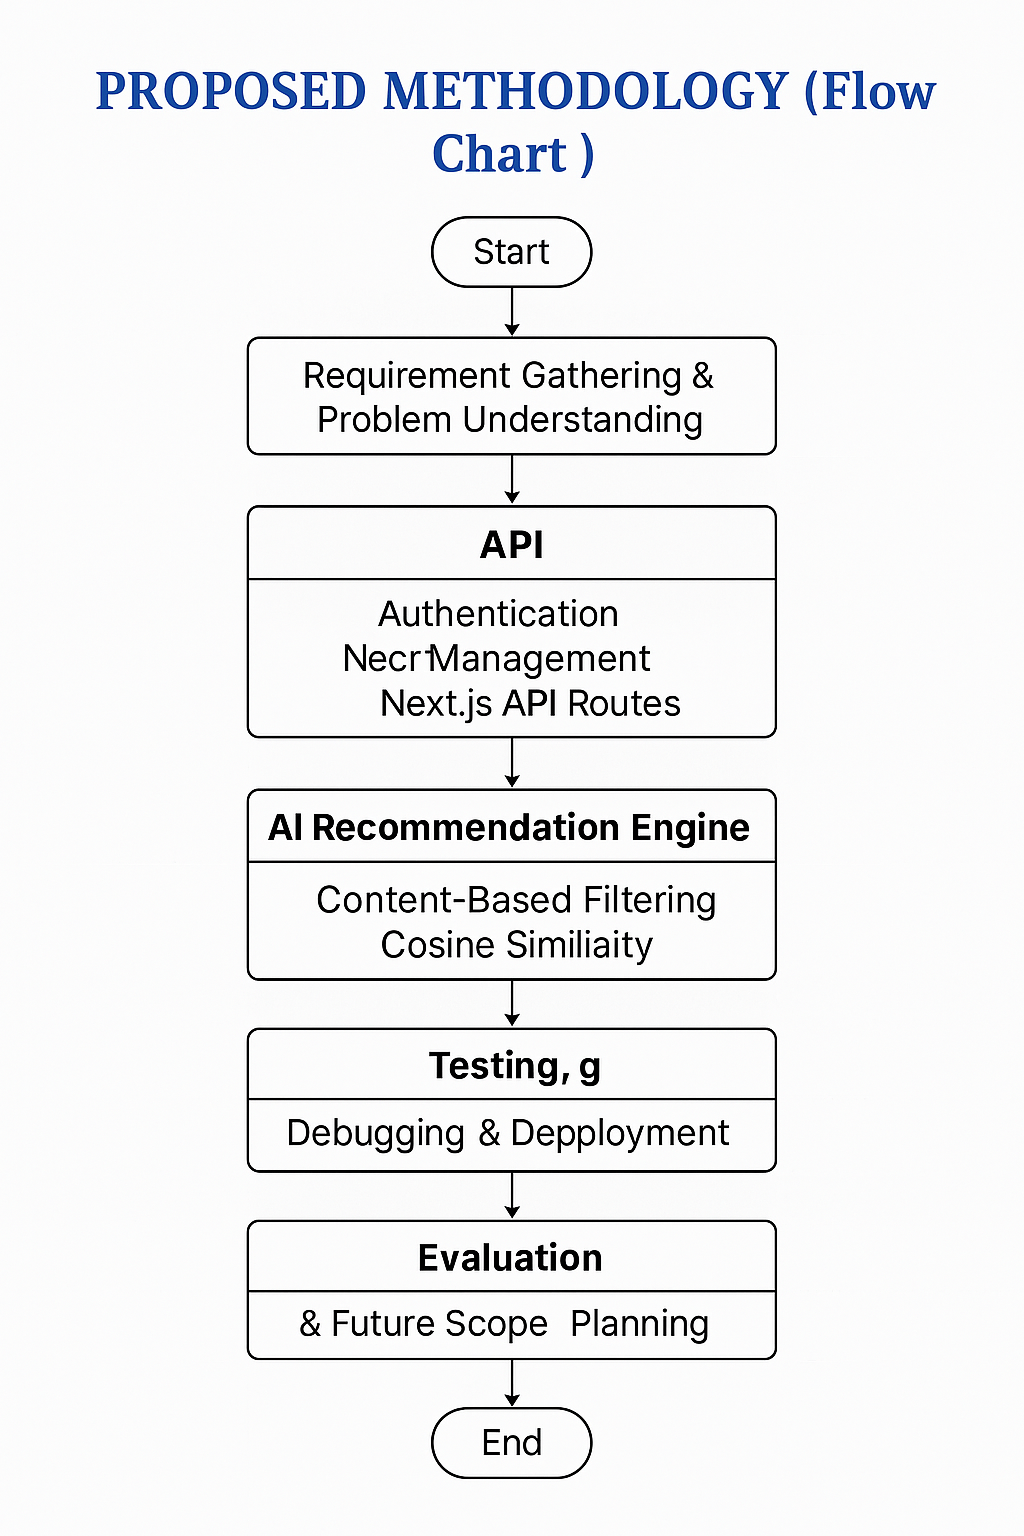 PROPOSED METHODOLOGY (Flow
Chart )
Start
Requirement Gathering &
Problem Understanding
API
Authentication
Management
Next.js API Routes
AI Recommendation Engine
Content-Based Filtering
Cosine Similiaity
Testing, g
Debugging & Depployment
Evaluation
& Future Scope Planning
End